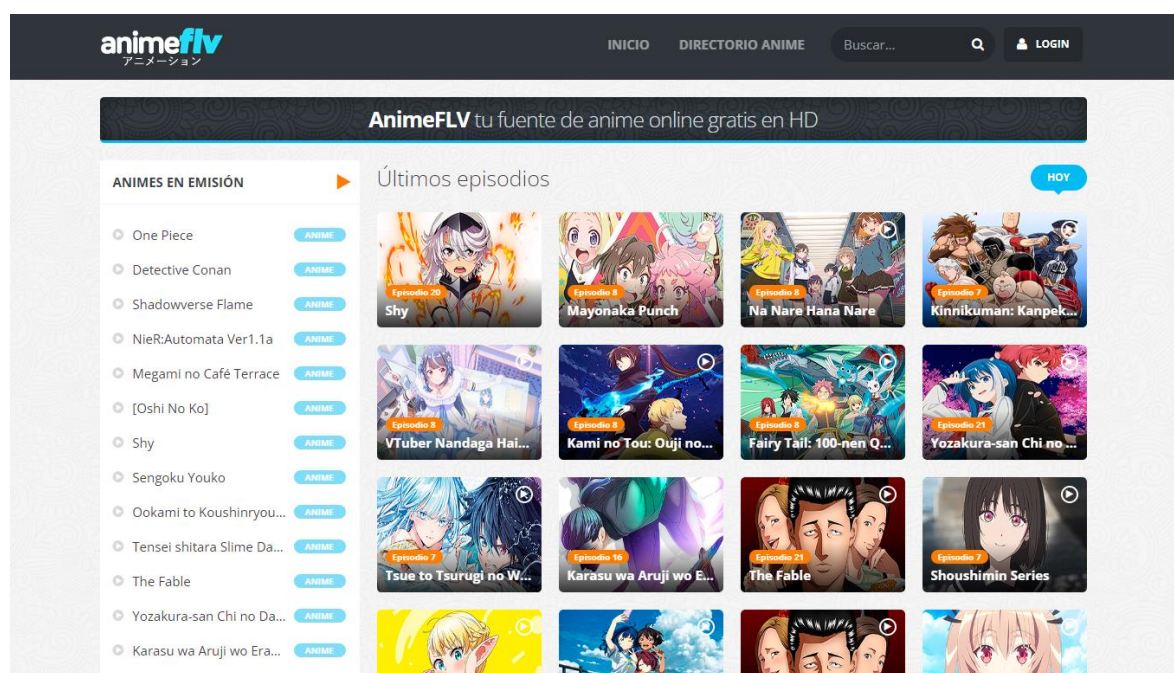 animeflv
アニメーション
INICIO
DIRECTORIO ANIME
Buscar...
LOGIN
AnimeFLV tu fuente de anime online gratis en HD
ANIMES EN EMISIÓN
One Piece ANIME
Detective Conan ANIME
Shadowverse Flame ANIME
NieR:Automata Ver1.1a ANIME
Megami no Café Terrace ANIME
[Oshi No Ko] ANIME
Shy ANIME
Sengoku Youko ANIME
Ookami to Koushinryou... ANIME
Tensei shitara Slime Da... ANIME
The Fable ANIME
Yozakura-san Chi no Da... ANIME
Karasu wa Aruji wo Era... ANIME
Últimos episodios
HOY
Episodio 20
Shy
Episodio 8
Mayonaka Punch
Episodio 8
Na Nare Hana Nare
Episodio 7
Kinnikuman: Kanpek...
Episodio 8
VTuber Nandaga Hai...
Episodio 8
Kami no Tou: Ouji no...
Episodio 8
Fairy Tail: 100-nen Q...
Episodio 21
Yozakura-san Chi no ...
Episodio 7
Tsue to Tsurugi no W...
Episodio 16
Karasu wa Aruji wo E...
Episodio 21
The Fable
Episodio 7
Shoushimin Series